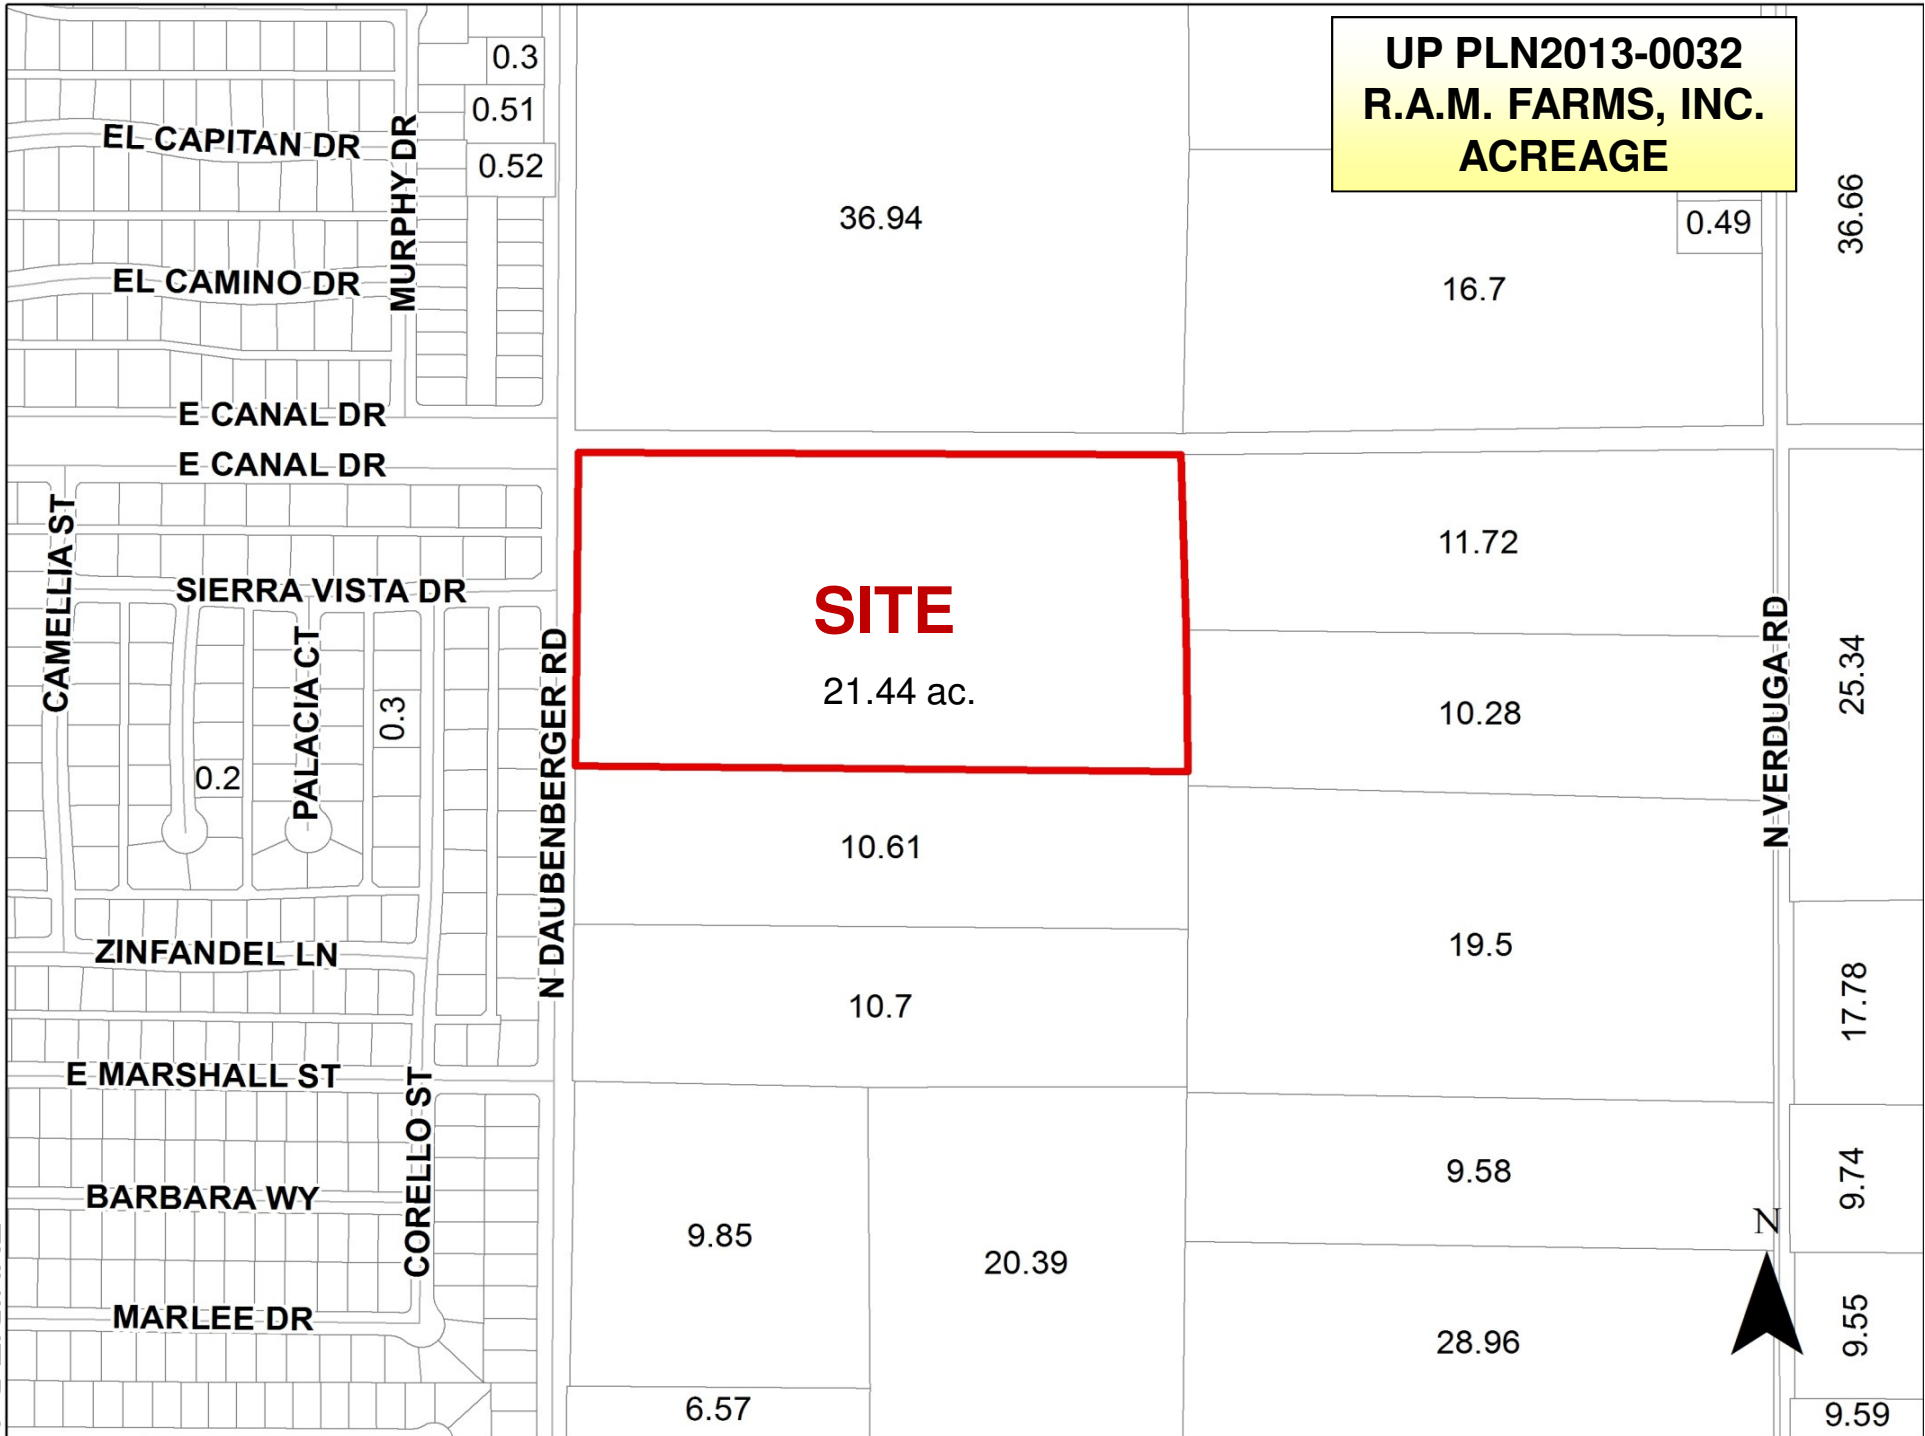 UP PLN2013-0032
R.A.M. FARMS, INC.
ACREAGE
0.3
0.51
0.52
EL CAPITAN DR
MURPHY DR
EL CAMINO DR
36.94
0.49
16.7
36.66
E CANAL DR
E CANAL DR
CAMELLIA ST
SIERRA VISTA DR
PALACIA CT
0.3
0.2
N DAUBENBERGER RD
SITE
21.44 ac.
11.72
10.28
N VERDUGA RD
25.34
10.61
ZINFANDEL LN
10.7
19.5
17.78
E MARSHALL ST
CORELLO ST
BARBARA WY
MARLEE DR
9.85
20.39
9.58
9.74
N
28.96
9.55
6.57
9.59